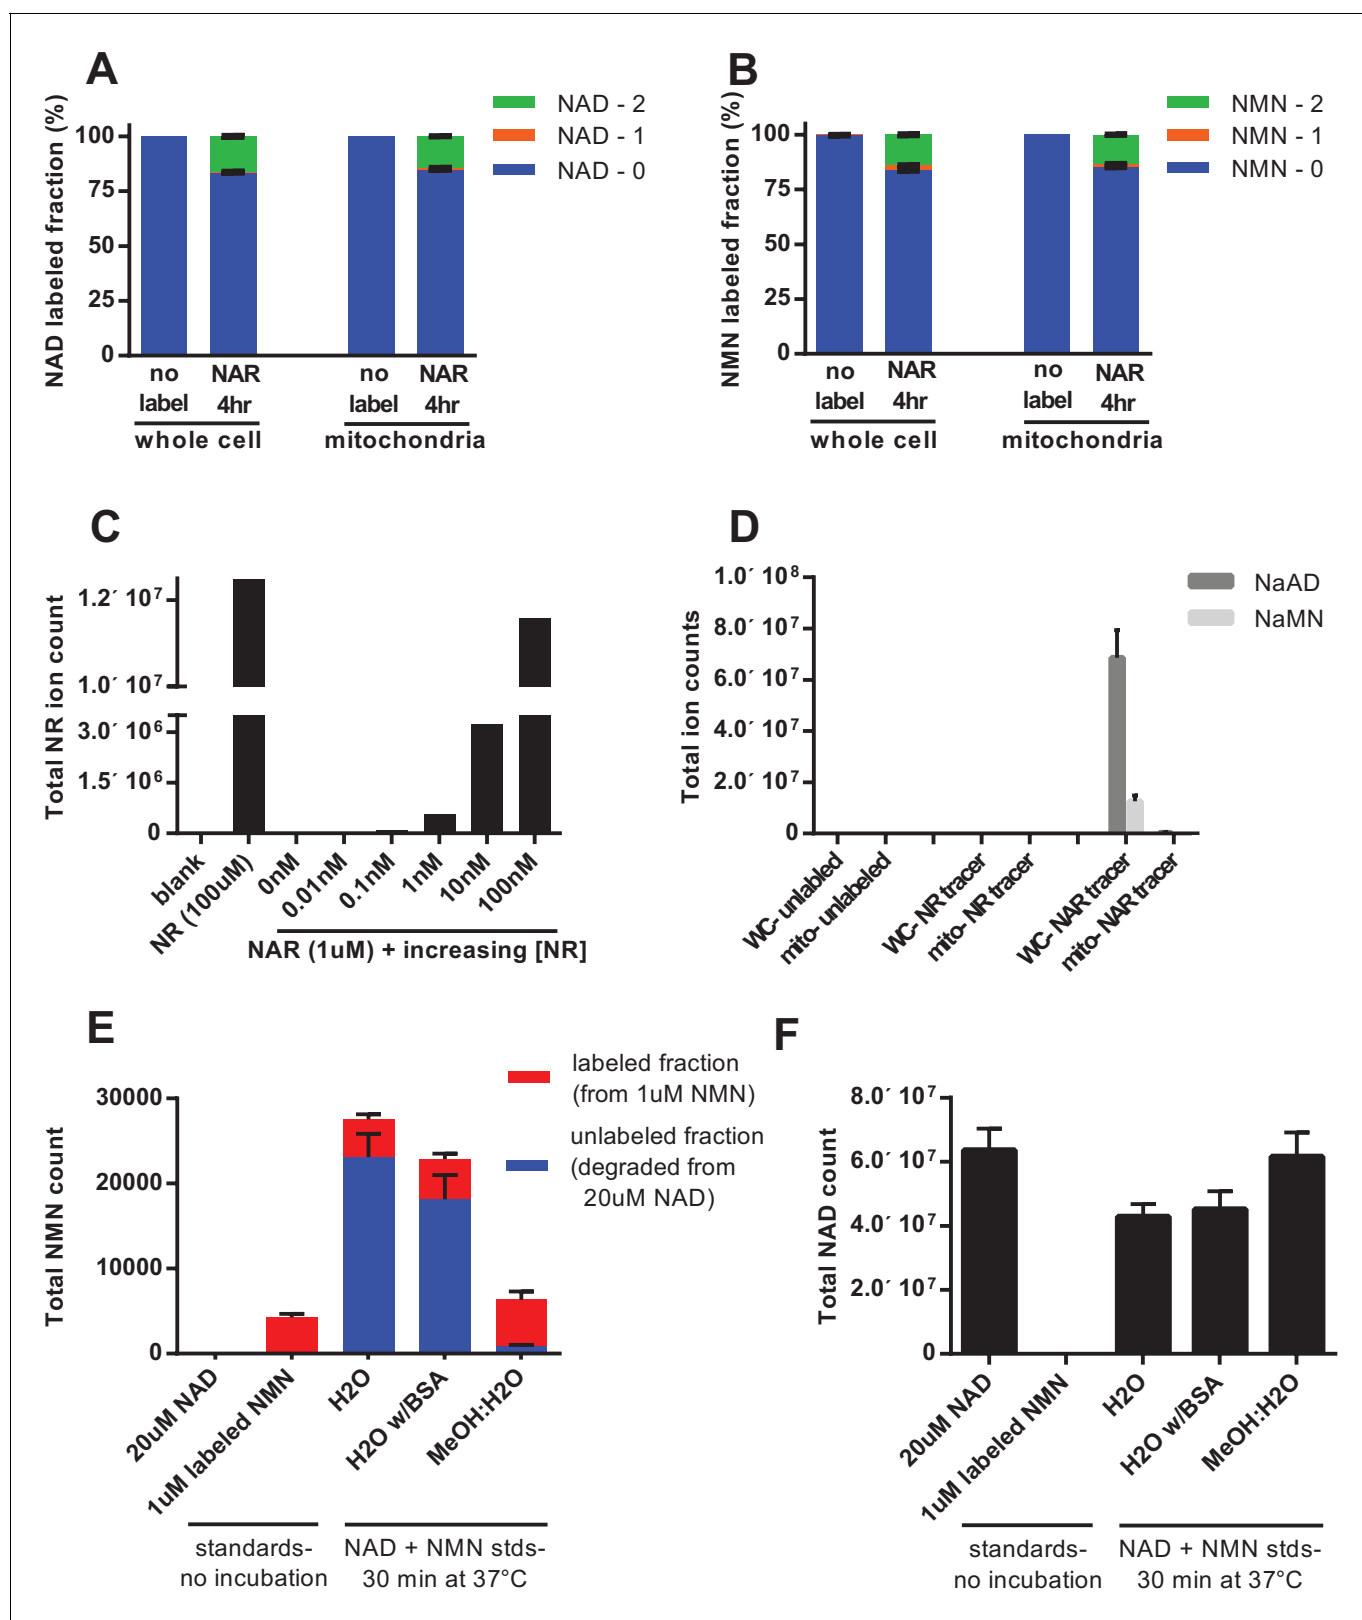 A
NAD labeled fraction (%)
100
75
50
25
0
NAD - 2
NAD - 1
NAD - 0
no label
NAR 4hr
no label
NAR 4hr
whole cell
mitochondria
B
NMN labeled fraction (%)
100
75
50
25
0
NMN - 2
NMN - 1
NMN - 0
no label
NAR 4hr
no label
NAR 4hr
whole cell
mitochondria
C
Total NR ion count
1.2´ 10⁷
1.0´ 10⁷
3.0´ 10⁶
1.5´ 10⁶
0
blank
NR (100uM)
0nM
0.01nM
0.1nM
1nM
10nM
100nM
NAR (1uM) + increasing [NR]
D
Total ion counts
1.0´ 10⁸
8.0´ 10⁷
6.0´ 10⁷
4.0´ 10⁷
2.0´ 10⁷
0
NaAD
NaMN
WC- unlabled
mito- unlabeled
WC- NR tracer
mito- NR tracer
WC- NAR tracer
mito- NAR tracer
E
Total NMN count
30000
20000
10000
0
labeled fraction
(from 1uM NMN)
unlabeled fraction
(degraded from
20uM NAD)
20uM NAD
1uM labeled NMN
H2O
H2O w/BSA
MeOH:H2O
standards-
no incubation
NAD + NMN stds-
30 min at 37°C
F
Total NAD count
8.0´ 10⁷
6.0´ 10⁷
4.0´ 10⁷
2.0´ 10⁷
0
20uM NAD
1uM labeled NMN
H2O
H2O w/BSA
MeOH:H2O
standards-
no incubation
NAD + NMN stds-
30 min at 37°C